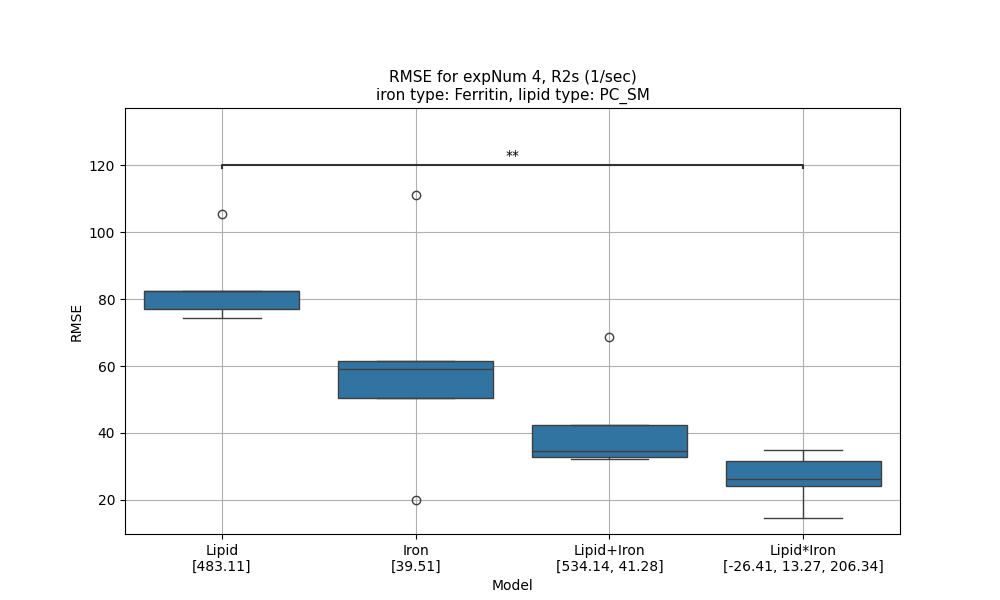 RMSE for expNum 4, R2s (1/sec)
iron type: Ferritin, lipid type: PC_SM
**
120
100
80
60
40
20
RMSE
Lipid
[483.11]
Iron
[39.51]
Lipid+Iron
[534.14, 41.28]
Lipid*Iron
[-26.41, 13.27, 206.34]
Model